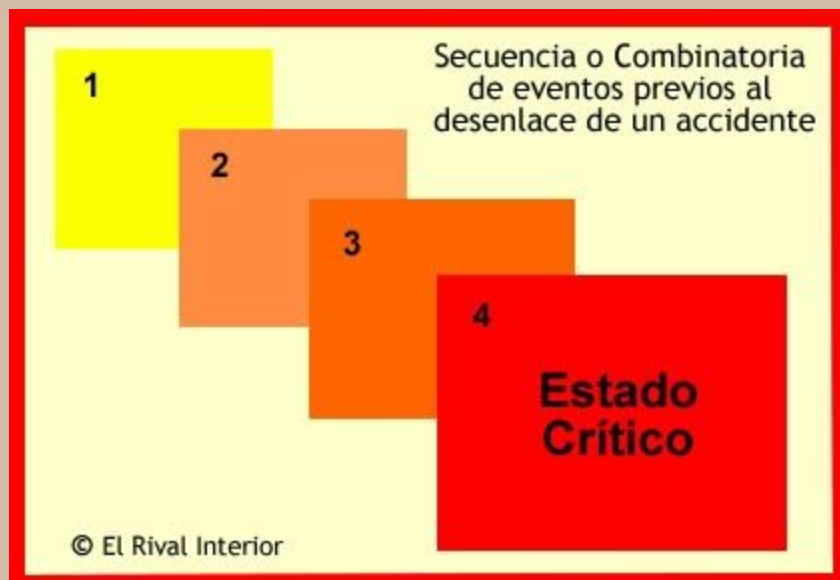 Secuencia o Combinatoria
de eventos previos al
desenlace de un accidente
1
2
3
4
Estado
Crítico
© El Rival Interior